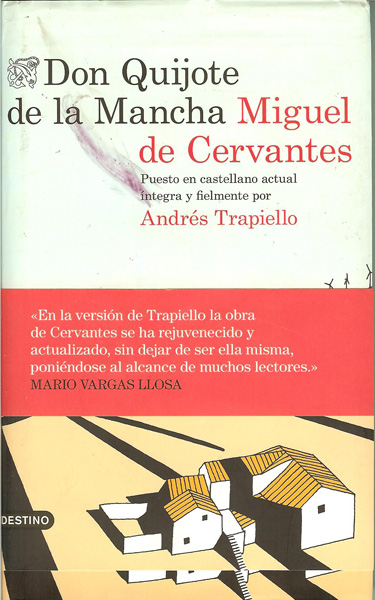 Don Quijote
de la Mancha Miguel
de Cervantes
Puesto en castellano actual
íntegra y fielmente por
Andrés Trapiello
«En la versión de Trapiello la obra
de Cervantes se ha rejuvenecido y
actualizado, sin dejar de ser ella misma,
poniéndose al alcance de muchos lectores.»
MARIO VARGAS LLOSA
DESTINO